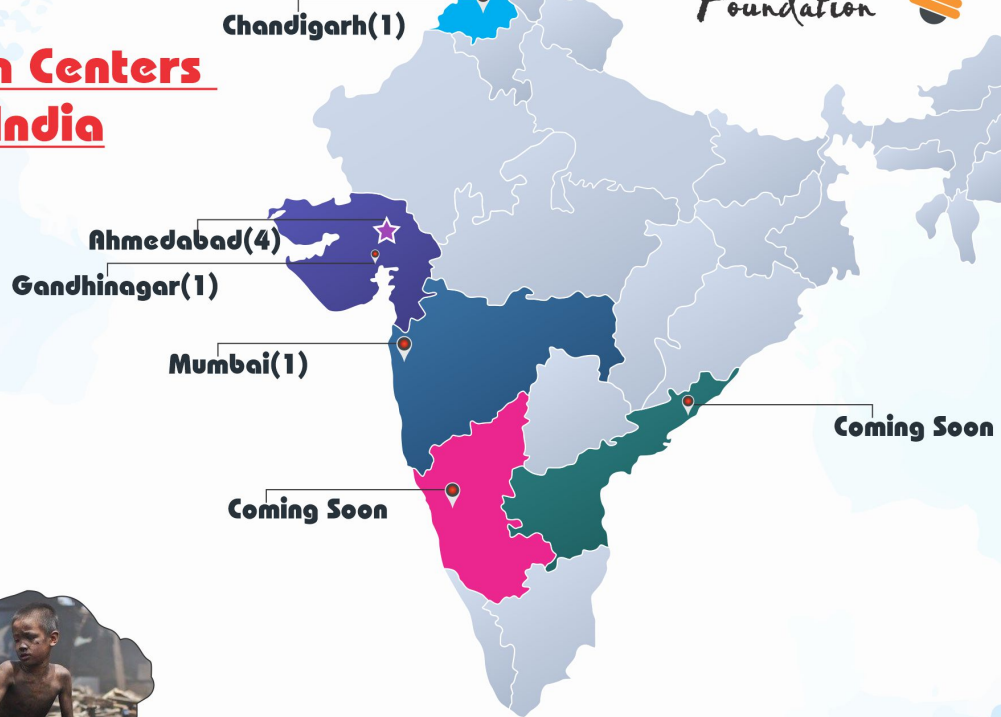 Foundation
Chandigarh(1)
Centers
India
Ahmedabad(4)
Gandhinagar(1)
Mumbai(1)
Coming Soon
Coming Soon